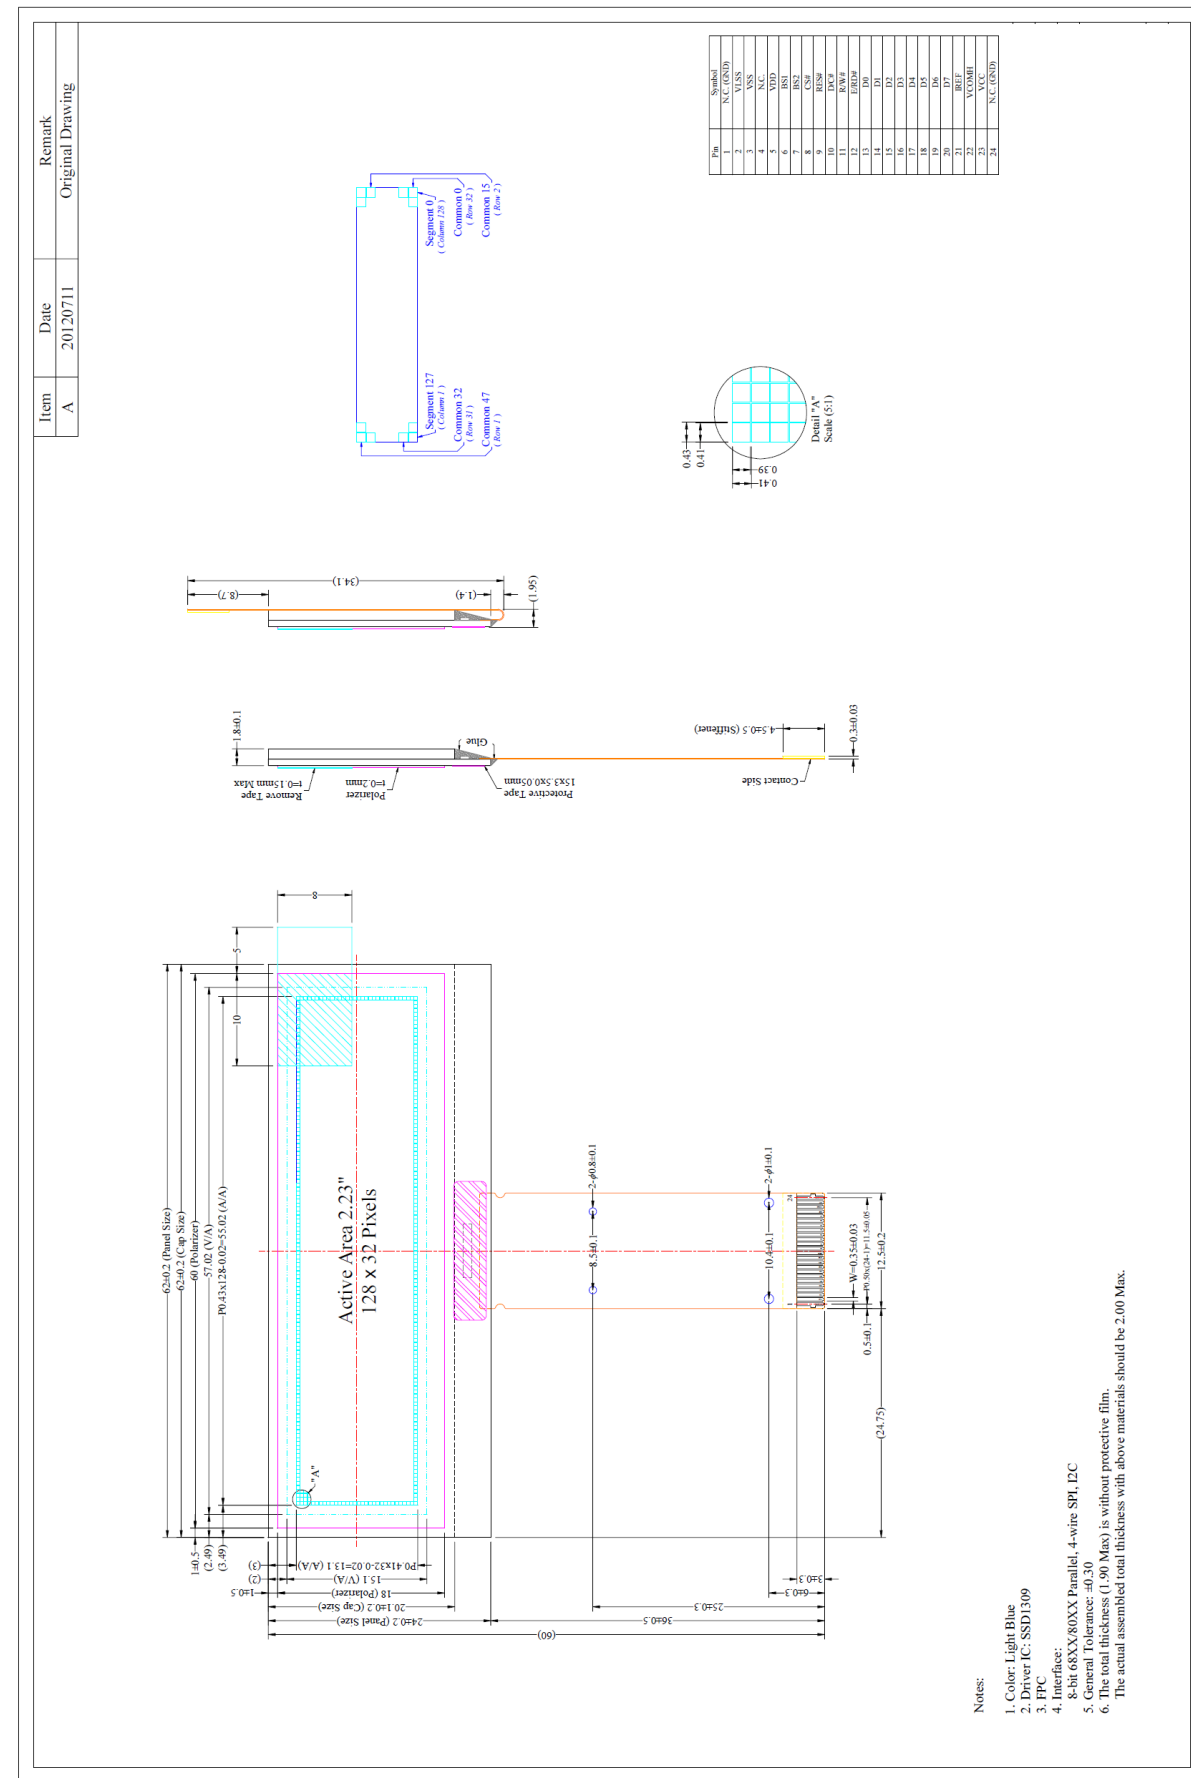 Item Date Remark
A 20120711 Original Drawing
62±0.2 (Panel Size)
62±0.2 (Cap Size)
60 (Polarizer)
57.02 (V/A)
P0.43x128-0.02=55.02 (A/A)
1±0.5
(2.49)
(3.49)
5
10
8
Active Area 2.23"
128 x 32 Pixels
"A"
(3)
(2)
1±0.5
P0.41x32-0.02=13.1 (A/A)
15.1 (V/A)
18 (Polarizer)
20.1±0.2 (Cap Size)
24±0.2 (Panel Size)
(60)
36±0.5
25±0.3
6±0.3
3±0.3
2-ϕ0.8±0.1
8.5±0.1
2-ϕ1±0.1
10.4±0.1
24
W=0.35±0.03
P0.50x(24-1)=11.5±0.05
0.5±0.1
12.5±0.2
(24.75)
1.8±0.1
Remove Tape
t=0.15mm Max
Polarizer
t=0.2mm
Glue
Protective Tape
15x3.5x0.05mm
4.5±0.5 (Stiffener)
Contact Side
0.3±0.03
(34.1)
(8.7)
(1.4)
(1.95)
Segment 127
( Column 1 )
Common 32
( Row 31 )
Common 47
( Row 1 )
Segment 0
( Column 128 )
Common 0
( Row 32 )
Common 15
( Row 2 )
0.43
0.41
0.39
0.41
Detail "A"
Scale (5:1)
Pin Symbol
1 N.C. (GND)
2 VLSS
3 VSS
4 N.C.
5 VDD
6 BS1
7 BS2
8 CS#
9 RES#
10 D/C#
11 R/W#
12 E/RD#
13 D0
14 D1
15 D2
16 D3
17 D4
18 D5
19 D6
20 D7
21 IREF
22 VCOMH
23 VCC
24 N.C. (GND)
Notes:
1. Color: Light Blue
2. Driver IC: SSD1309
3. FPC
4. Interface:
8-bit 68XX/80XX Parallel, 4-wire SPI, I2C
5. General Tolerance: ±0.30
6. The total thickness (1.90 Max) is without protective film.
The actual assembled total thickness with above materials should be 2.00 Max.